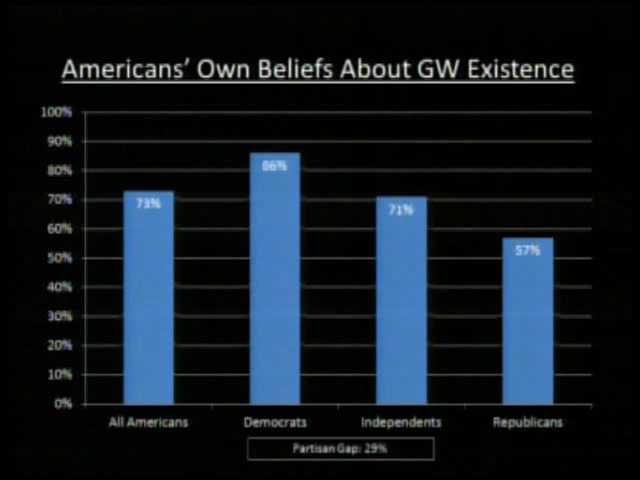 Americans' Own Beliefs About GW Existence
100%
90%
80%
70%
60%
50%
40%
30%
20%
10%
0%
73%
86%
71%
57%
All Americans
Democrats
Independents
Republicans
Partisan Gap: 29%